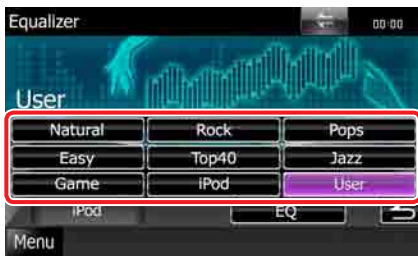 Equalizer 00:00
User
Natural Rock Pops
Easy Top40 Jazz
Game iPod User
iPod EQ
Menu